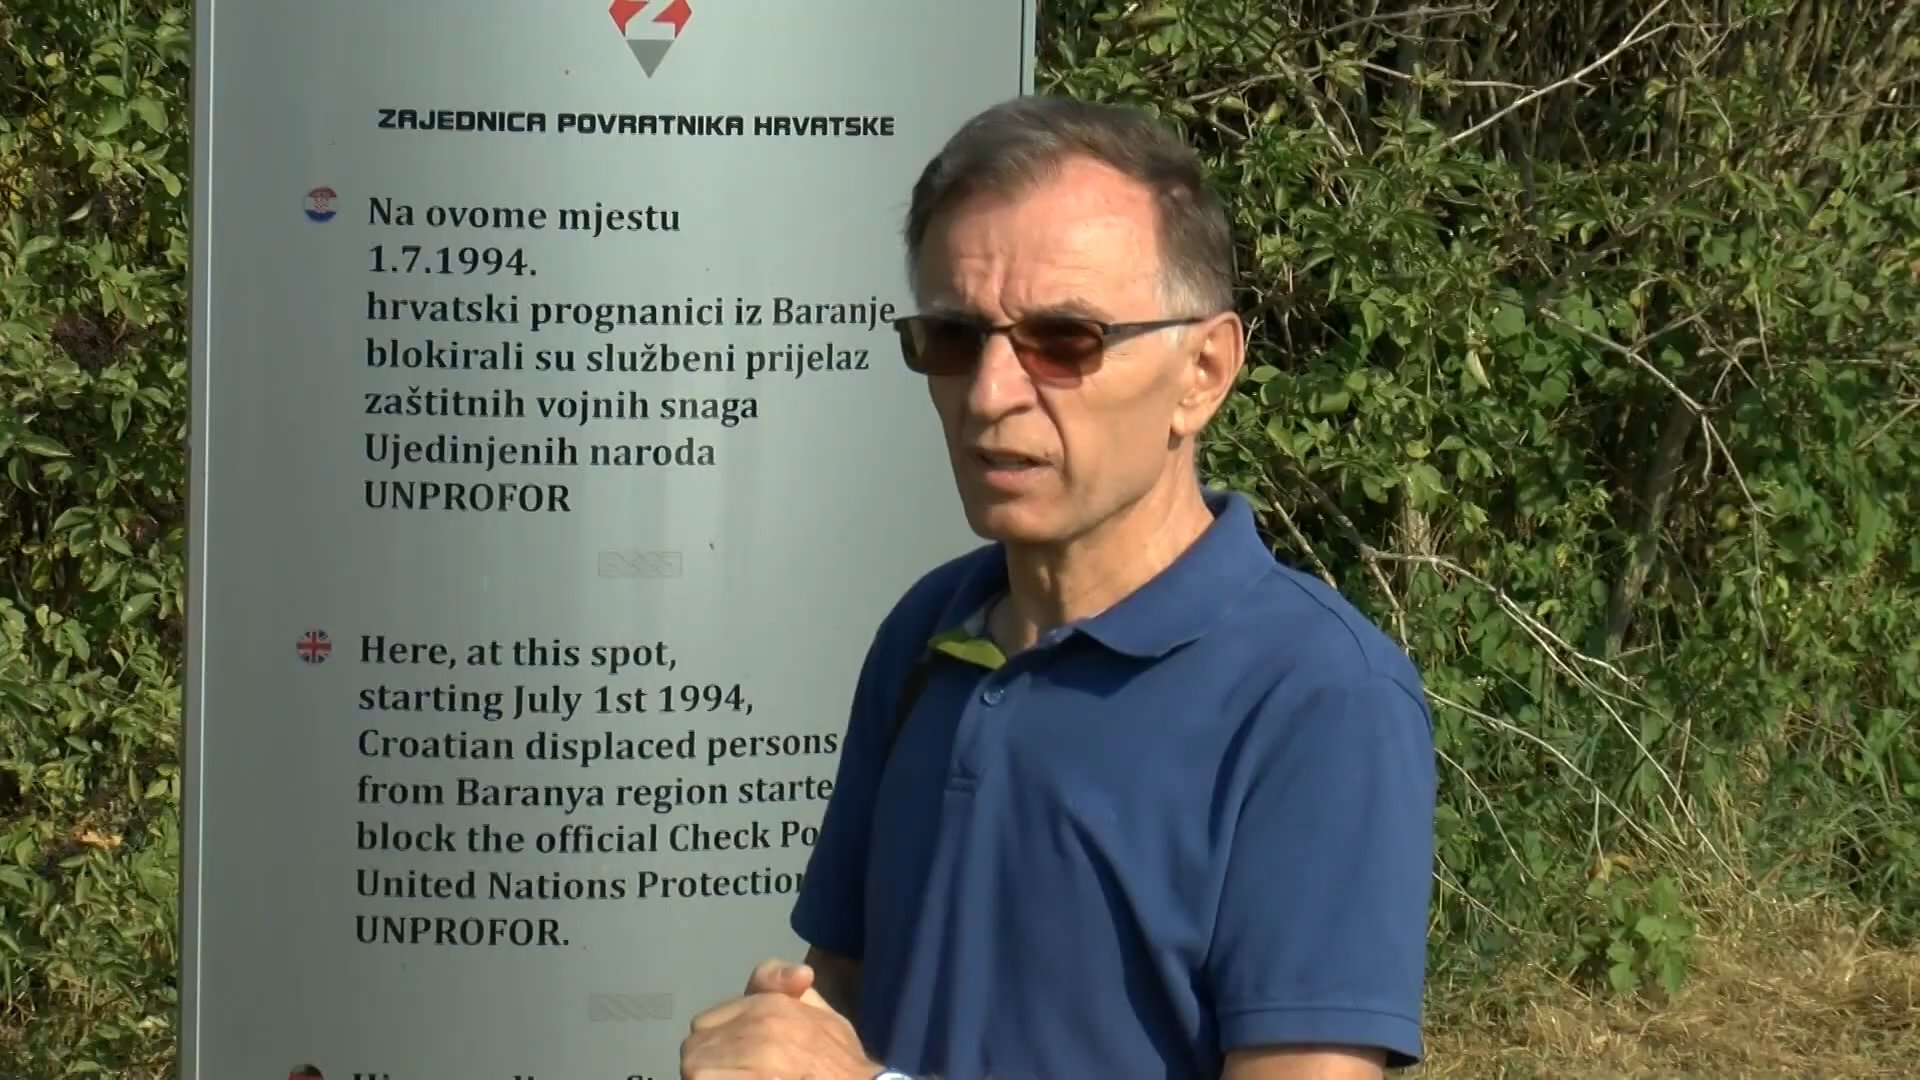 Z
ZAJEDNICA POVRATNIKA HRVATSKE
Na ovome mjestu
1.7.1994.
hrvatski prognanici iz Baranje
blokirali su službeni prijelaz
zaštitnih vojnih snaga
Ujedinjenih naroda
UNPROFOR
Here, at this spot,
starting July 1st 1994,
Croatian displaced persons
from Baranya region starte
block the official Check Po
United Nations Protection
UNPROFOR.